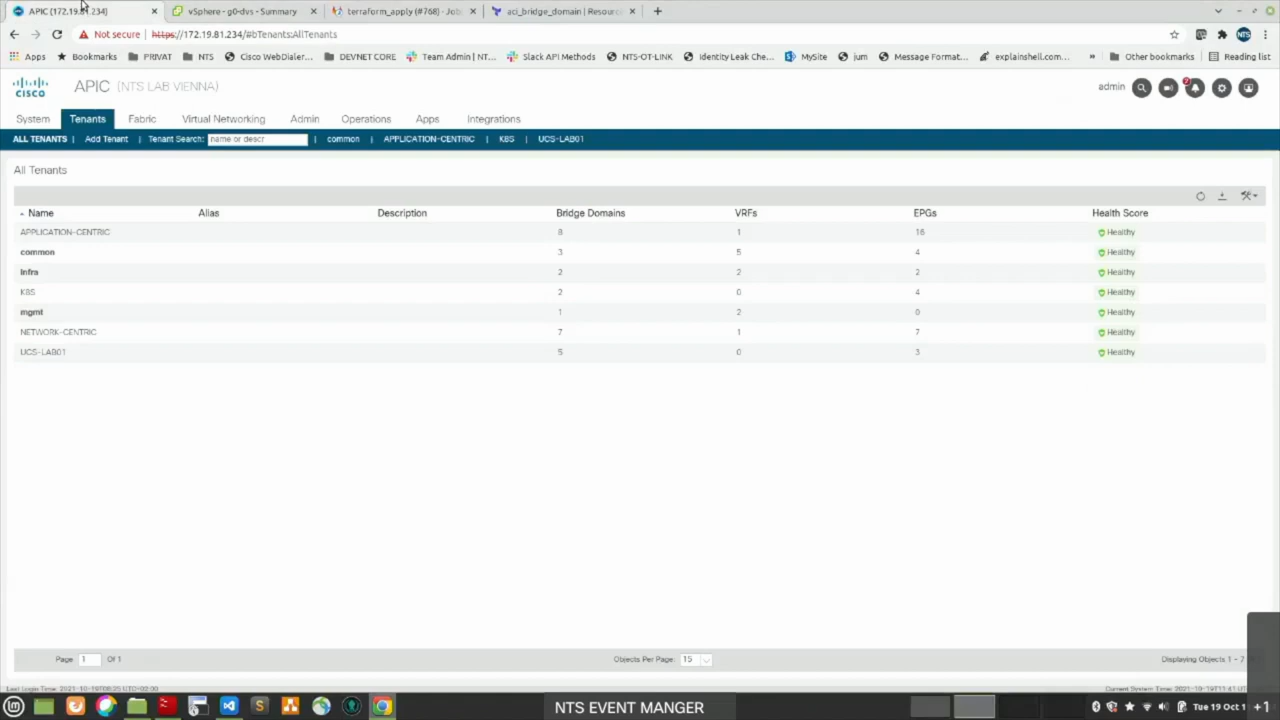 APIC (172.19.81.234)
vSphere - g0-dvs - Summary
terraform_apply (#768) - Job
aci_bridge_domain | Resourc
Not secure
https://172.19.81.234/#bTenants:AllTenants
NTS
Apps
Bookmarks
PRIVAT
NTS
Cisco WebDialer...
DEVNET CORE
Team Admin | NT...
Slack API Methods
NTS-OT-LINK
Identity Leak Che...
MySite
jum
Message Format...
explainshell.com...
»
Other bookmarks
Reading list
CISCO
APIC (NTS LAB VIENNA)
admin
System
Tenants
Fabric
Virtual Networking
Admin
Operations
Apps
Integrations
ALL TENANTS | Add Tenant | Tenant Search: name or descr | common | APPLICATION-CENTRIC | K8S | UCS-LAB01
All Tenants
Name Alias Description Bridge Domains VRFs EPGs Health Score
APPLICATION-CENTRIC 8 1 16 Healthy
common 3 5 4 Healthy
infra 2 2 2 Healthy
K8S 2 0 4 Healthy
mgmt 1 2 0 Healthy
NETWORK-CENTRIC 7 1 7 Healthy
UCS-LAB01 5 0 3 Healthy
Page 1 Of 1
Objects Per Page: 15
Displaying Objects 1 - 7
Last Login Time: 2021-10-19T08:25 UTC-02:00
Current System Time: 2021-10-19T11:41 UTC
NTS EVENT MANGER
Tue 19 Oct 1
+1